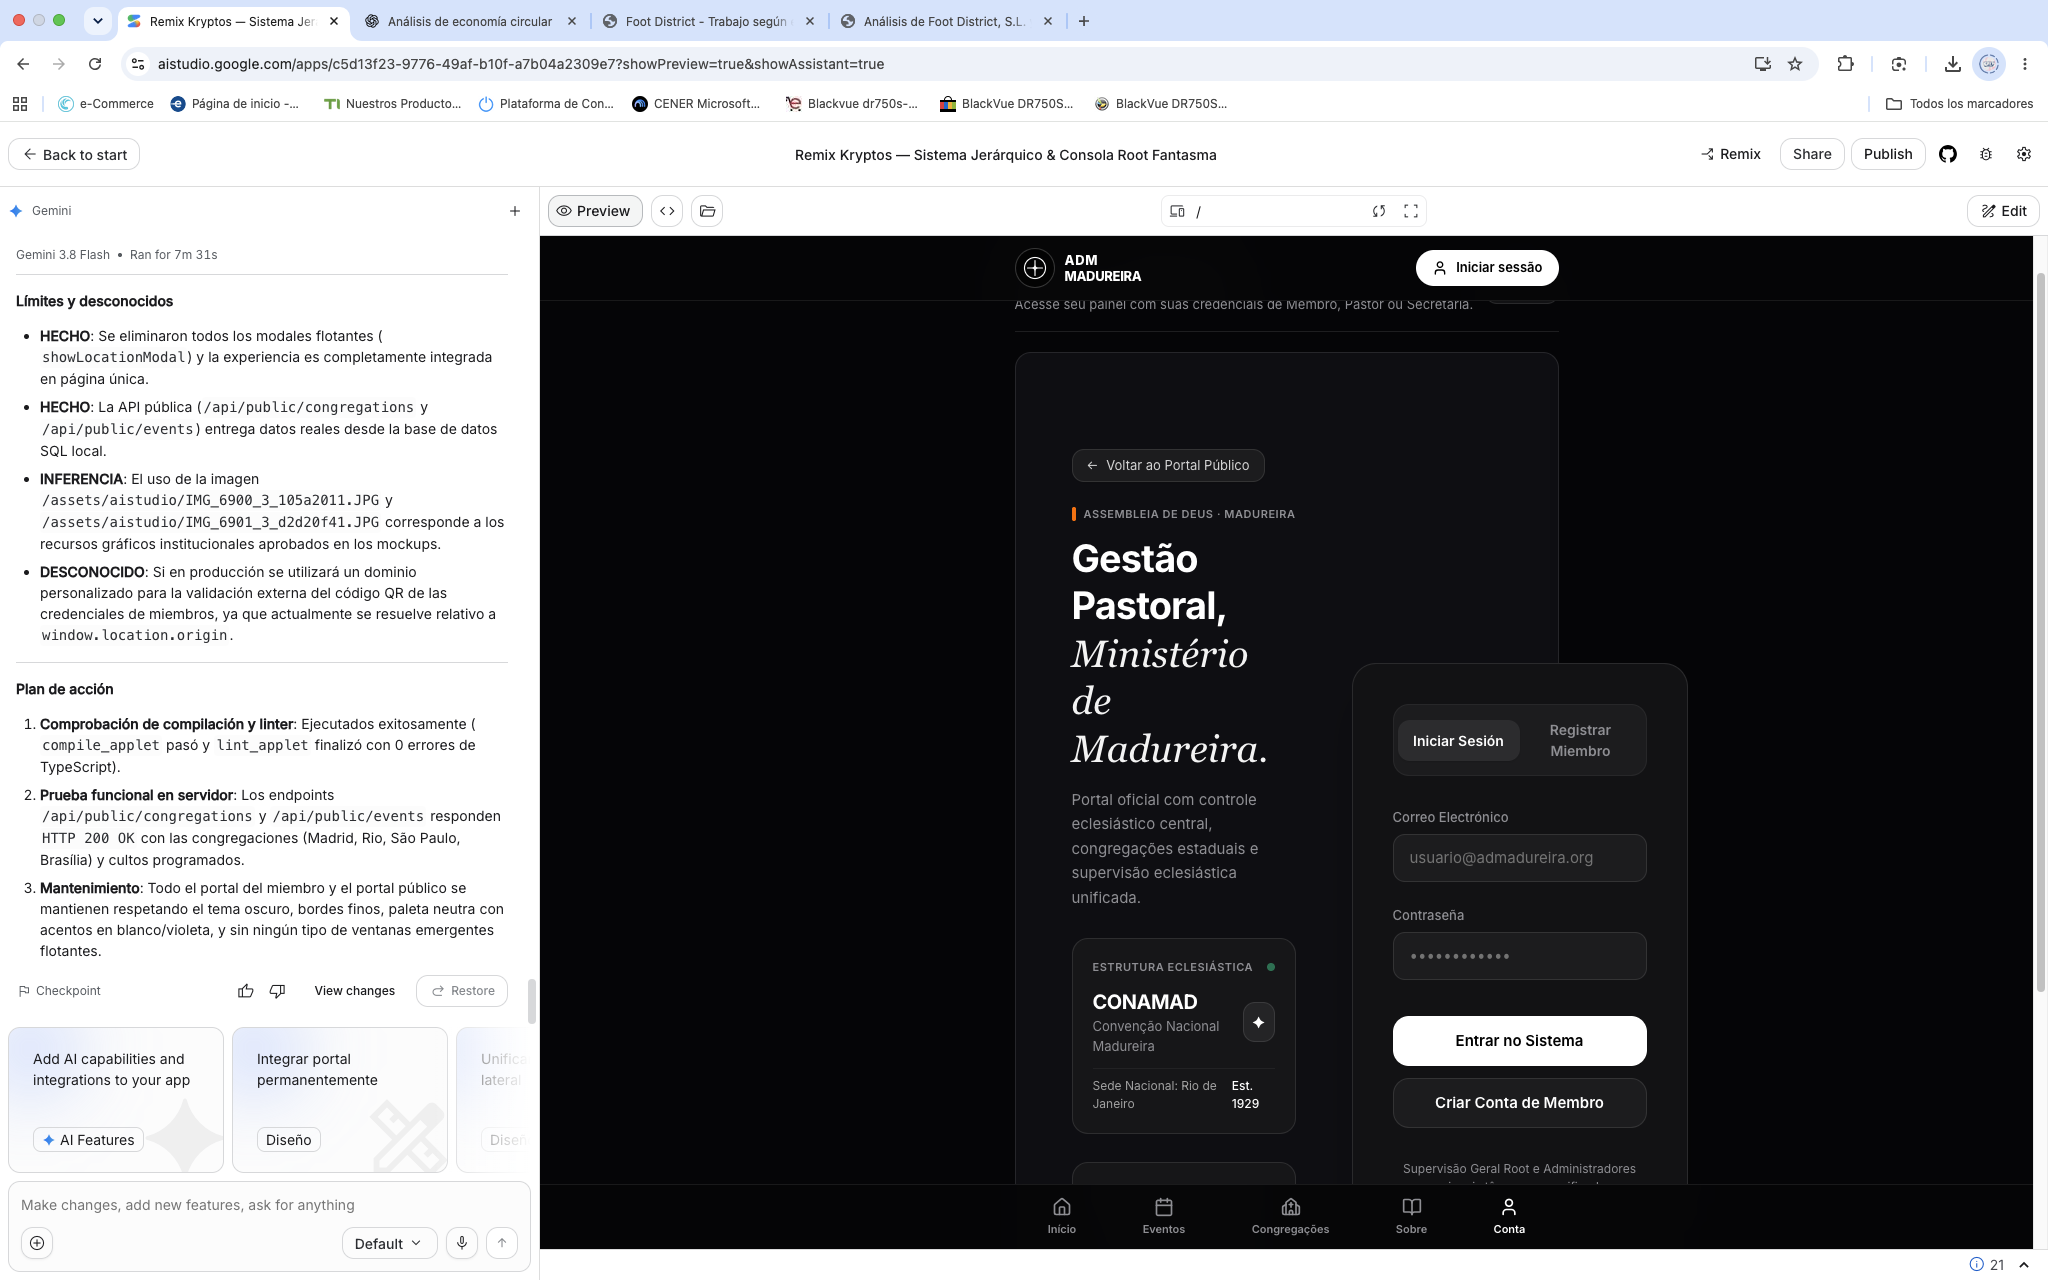 Remix Kryptos — Sistema Jer
Análisis de economía circular
Foot District - Trabajo según
Análisis de Foot District, S.L.
aistudio.google.com/apps/c5d13f23-9776-49af-b10f-a7b04a2309e7?showPreview=true&showAssistant=true
e-Commerce
Página de inicio -...
Nuestros Producto...
Plataforma de Con...
CENER Microsoft...
Blackvue dr750s-...
BlackVue DR750S...
BlackVue DR750S...
Todos los marcadores
Back to start
Remix Kryptos — Sistema Jerárquico & Consola Root Fantasma
Remix
Share
Publish
Gemini
Preview
/
Edit
Gemini 3.8 Flash • Ran for 7m 31s
Límites y desconocidos
• HECHO: Se eliminaron todos los modales flotantes (
showLocationModal) y la experiencia es completamente integrada
en página única.
• HECHO: La API pública (/api/public/congregations y
/api/public/events) entrega datos reales desde la base de datos
SQL local.
• INFERENCIA: El uso de la imagen
/assets/aistudio/IMG_6900_3_105a2011.JPG y
/assets/aistudio/IMG_6901_3_d2d20f41.JPG corresponde a los
recursos gráficos institucionales aprobados en los mockups.
• DESCONOCIDO: Si en producción se utilizará un dominio
personalizado para la validación externa del código QR de las
credenciales de miembros, ya que actualmente se resuelve relativo a
window.location.origin.
Plan de acción
1. Comprobación de compilación y linter: Ejecutados exitosamente (
compile_applet pasó y lint_applet finalizó con 0 errores de
TypeScript).
2. Prueba funcional en servidor: Los endpoints
/api/public/congregations y /api/public/events responden
HTTP 200 OK con las congregaciones (Madrid, Rio, São Paulo,
Brasília) y cultos programados.
3. Mantenimiento: Todo el portal del miembro y el portal público se
mantienen respetando el tema oscuro, bordes finos, paleta neutra con
acentos en blanco/violeta, y sin ningún tipo de ventanas emergentes
flotantes.
Checkpoint
View changes
Restore
Add AI capabilities and
integrations to your app
AI Features
Integrar portal
permanentemente
Diseño
Unifica
lateral
Diseñ
Make changes, add new features, ask for anything
Default
ADM
MADUREIRA
Iniciar sessão
Acesse seu painel com suas credenciais de Membro, Pastor ou Secretaria.
← Voltar ao Portal Público
ASSEMBLEIA DE DEUS · MADUREIRA
Gestão
Pastoral,
Ministério
de
Madureira.
Portal oficial com controle
eclesiástico central,
congregações estaduais e
supervisão eclesiástica
unificada.
ESTRUTURA ECLESIÁSTICA
CONAMAD
Convenção Nacional
Madureira
Sede Nacional: Rio de
Janeiro
Est.
1929
Iniciar Sesión
Registrar
Miembro
Correo Electrónico
usuario@admadureira.org
Contraseña
••••••••••••
Entrar no Sistema
Criar Conta de Membro
Supervisão Geral Root e Administradores
Início
Eventos
Congregações
Sobre
Conta
21